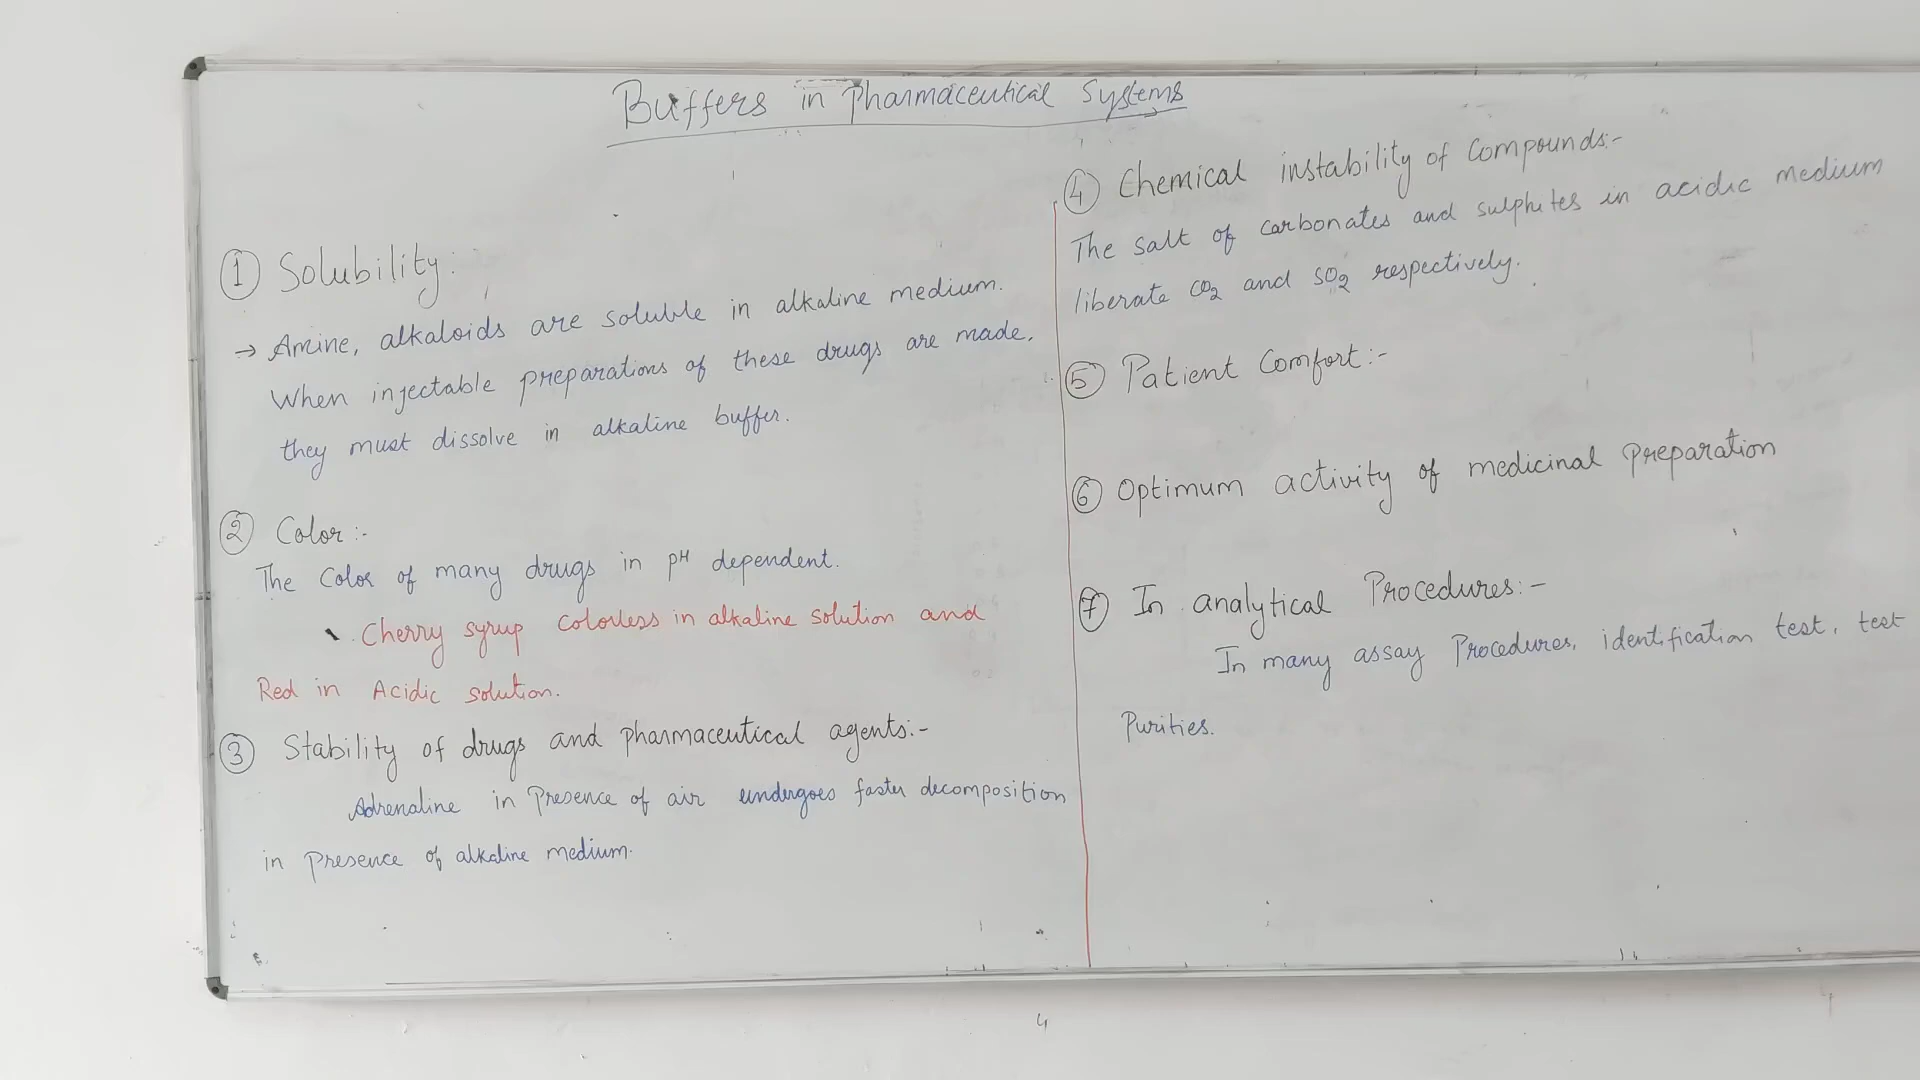 Buffers in Pharmaceutical Systems
① Solubility:
→ Amine, alkaloids are soluble in alkaline medium.
When injectable preparations of these drugs are made,
they must dissolve in alkaline buffer.
② Color:-
The Color of many drugs in pH dependent.
Cherry syrup colorless in alkaline solution and
Red in Acidic solution.
③ Stability of drugs and pharmaceutical agents:-
Adrenaline in presence of air undergoes faster decomposition
in presence of alkaline medium.
④ Chemical instability of compounds:-
The salt of carbonates and sulphites in acidic medium
liberate CO₂ and SO₂ respectively.
⑤ Patient Comfort:-
⑥ Optimum activity of medicinal preparation
⑦ In analytical Procedures:-
In many assay Procedures, identification test, test
Purities.
4